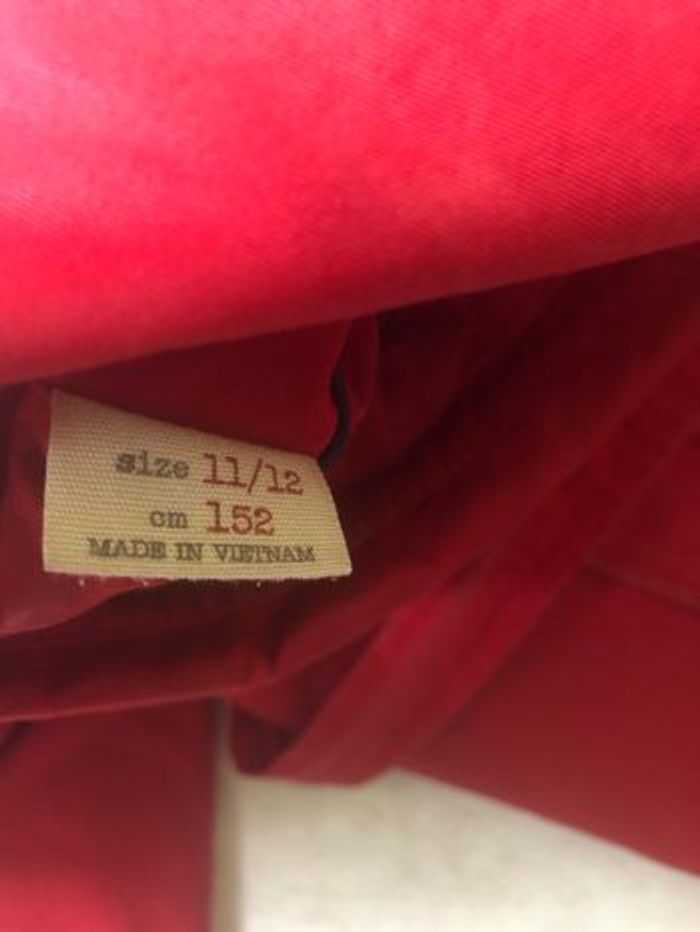 size 11/12
cm 152
MADE IN VIETNAM